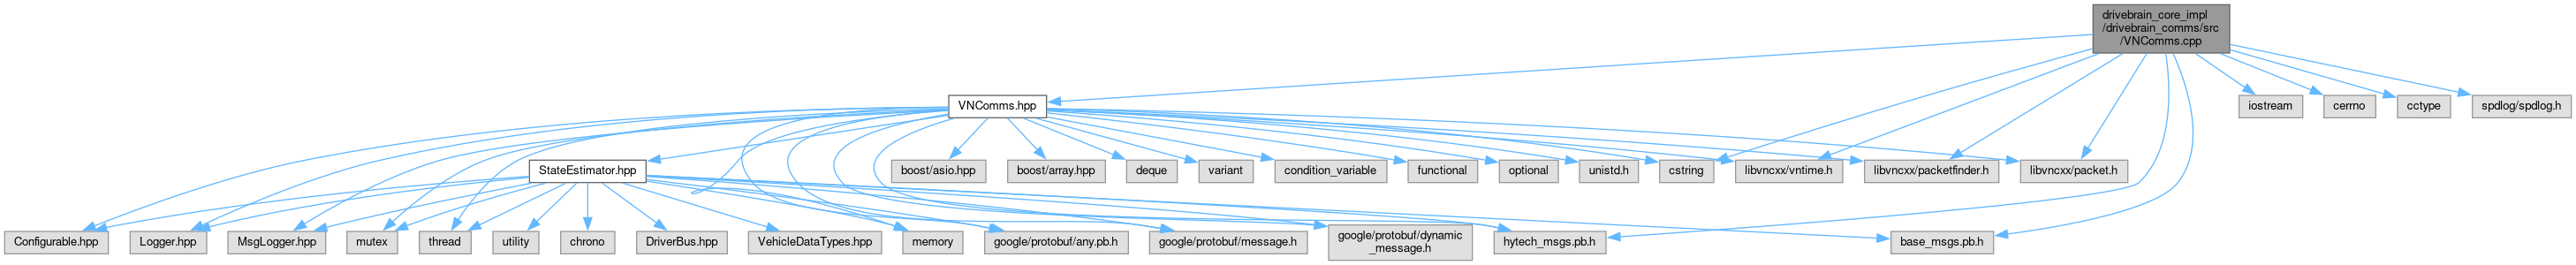 drivebrain_core_impl
/drivebrain_comms/src
/VNComms.cpp
VNComms.hpp
iostream
cerrno
cctype
spdlog/spdlog.h
StateEstimator.hpp
boost/asio.hpp
boost/array.hpp
deque
variant
condition_variable
functional
optional
unistd.h
cstring
libvncxx/vntime.h
libvncxx/packetfinder.h
libvncxx/packet.h
Configurable.hpp
Logger.hpp
MsgLogger.hpp
mutex
thread
utility
chrono
DriverBus.hpp
VehicleDataTypes.hpp
memory
google/protobuf/any.pb.h
google/protobuf/message.h
google/protobuf/dynamic
_message.h
hytech_msgs.pb.h
base_msgs.pb.h